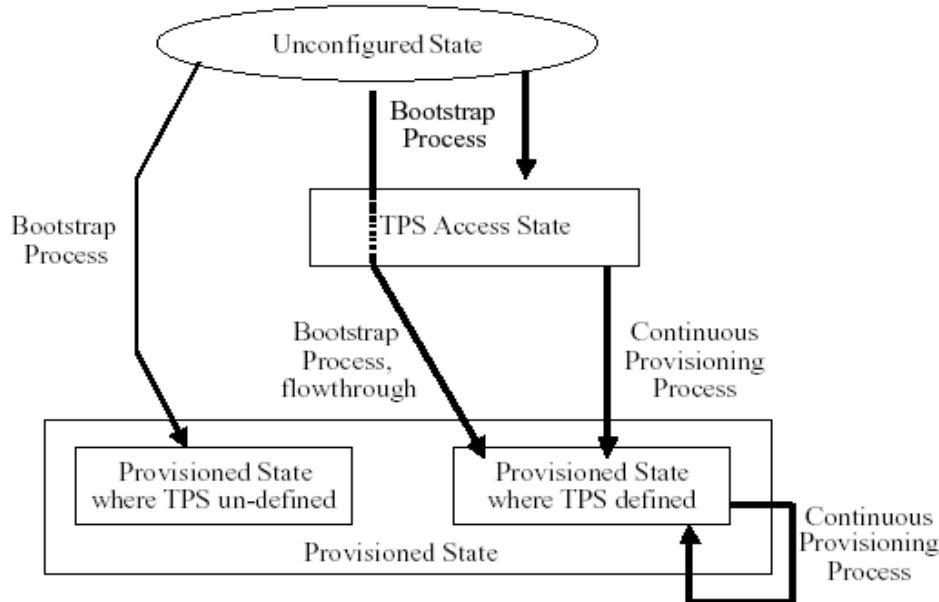 Unconfigured State
Bootstrap
Process
TPS Access State
Bootstrap
Process
Bootstrap
Process,
flowthrough
Continuous
Provisioning
Process
Provisioned State
where TPS un-defined
Provisioned State
where TPS defined
Provisioned State
Continuous
Provisioning
Process